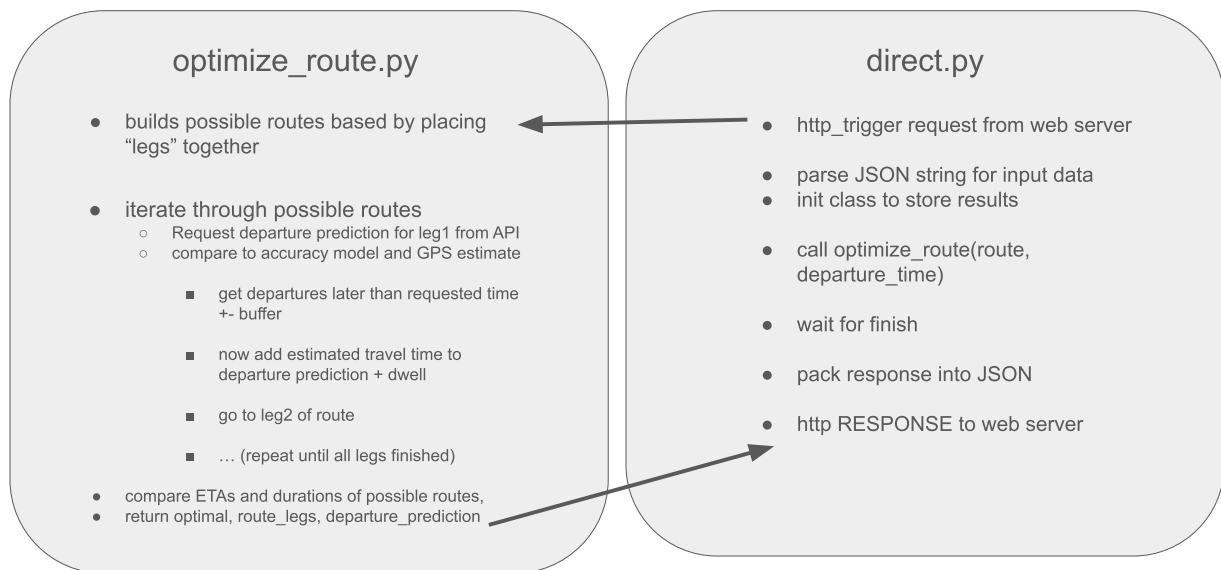 optimize_route.py
● builds possible routes based by placing
“legs” together
● iterate through possible routes
○ Request departure prediction for leg1 from API
○ compare to accuracy model and GPS estimate
■ get departures later than requested time
+- buffer
■ now add estimated travel time to
departure prediction + dwell
■ go to leg2 of route
■ … (repeat until all legs finished)
● compare ETAs and durations of possible routes,
● return optimal, route_legs, departure_prediction
direct.py
● http_trigger request from web server
● parse JSON string for input data
● init class to store results
● call optimize_route(route,
departure_time)
● wait for finish
● pack response into JSON
● http RESPONSE to web server